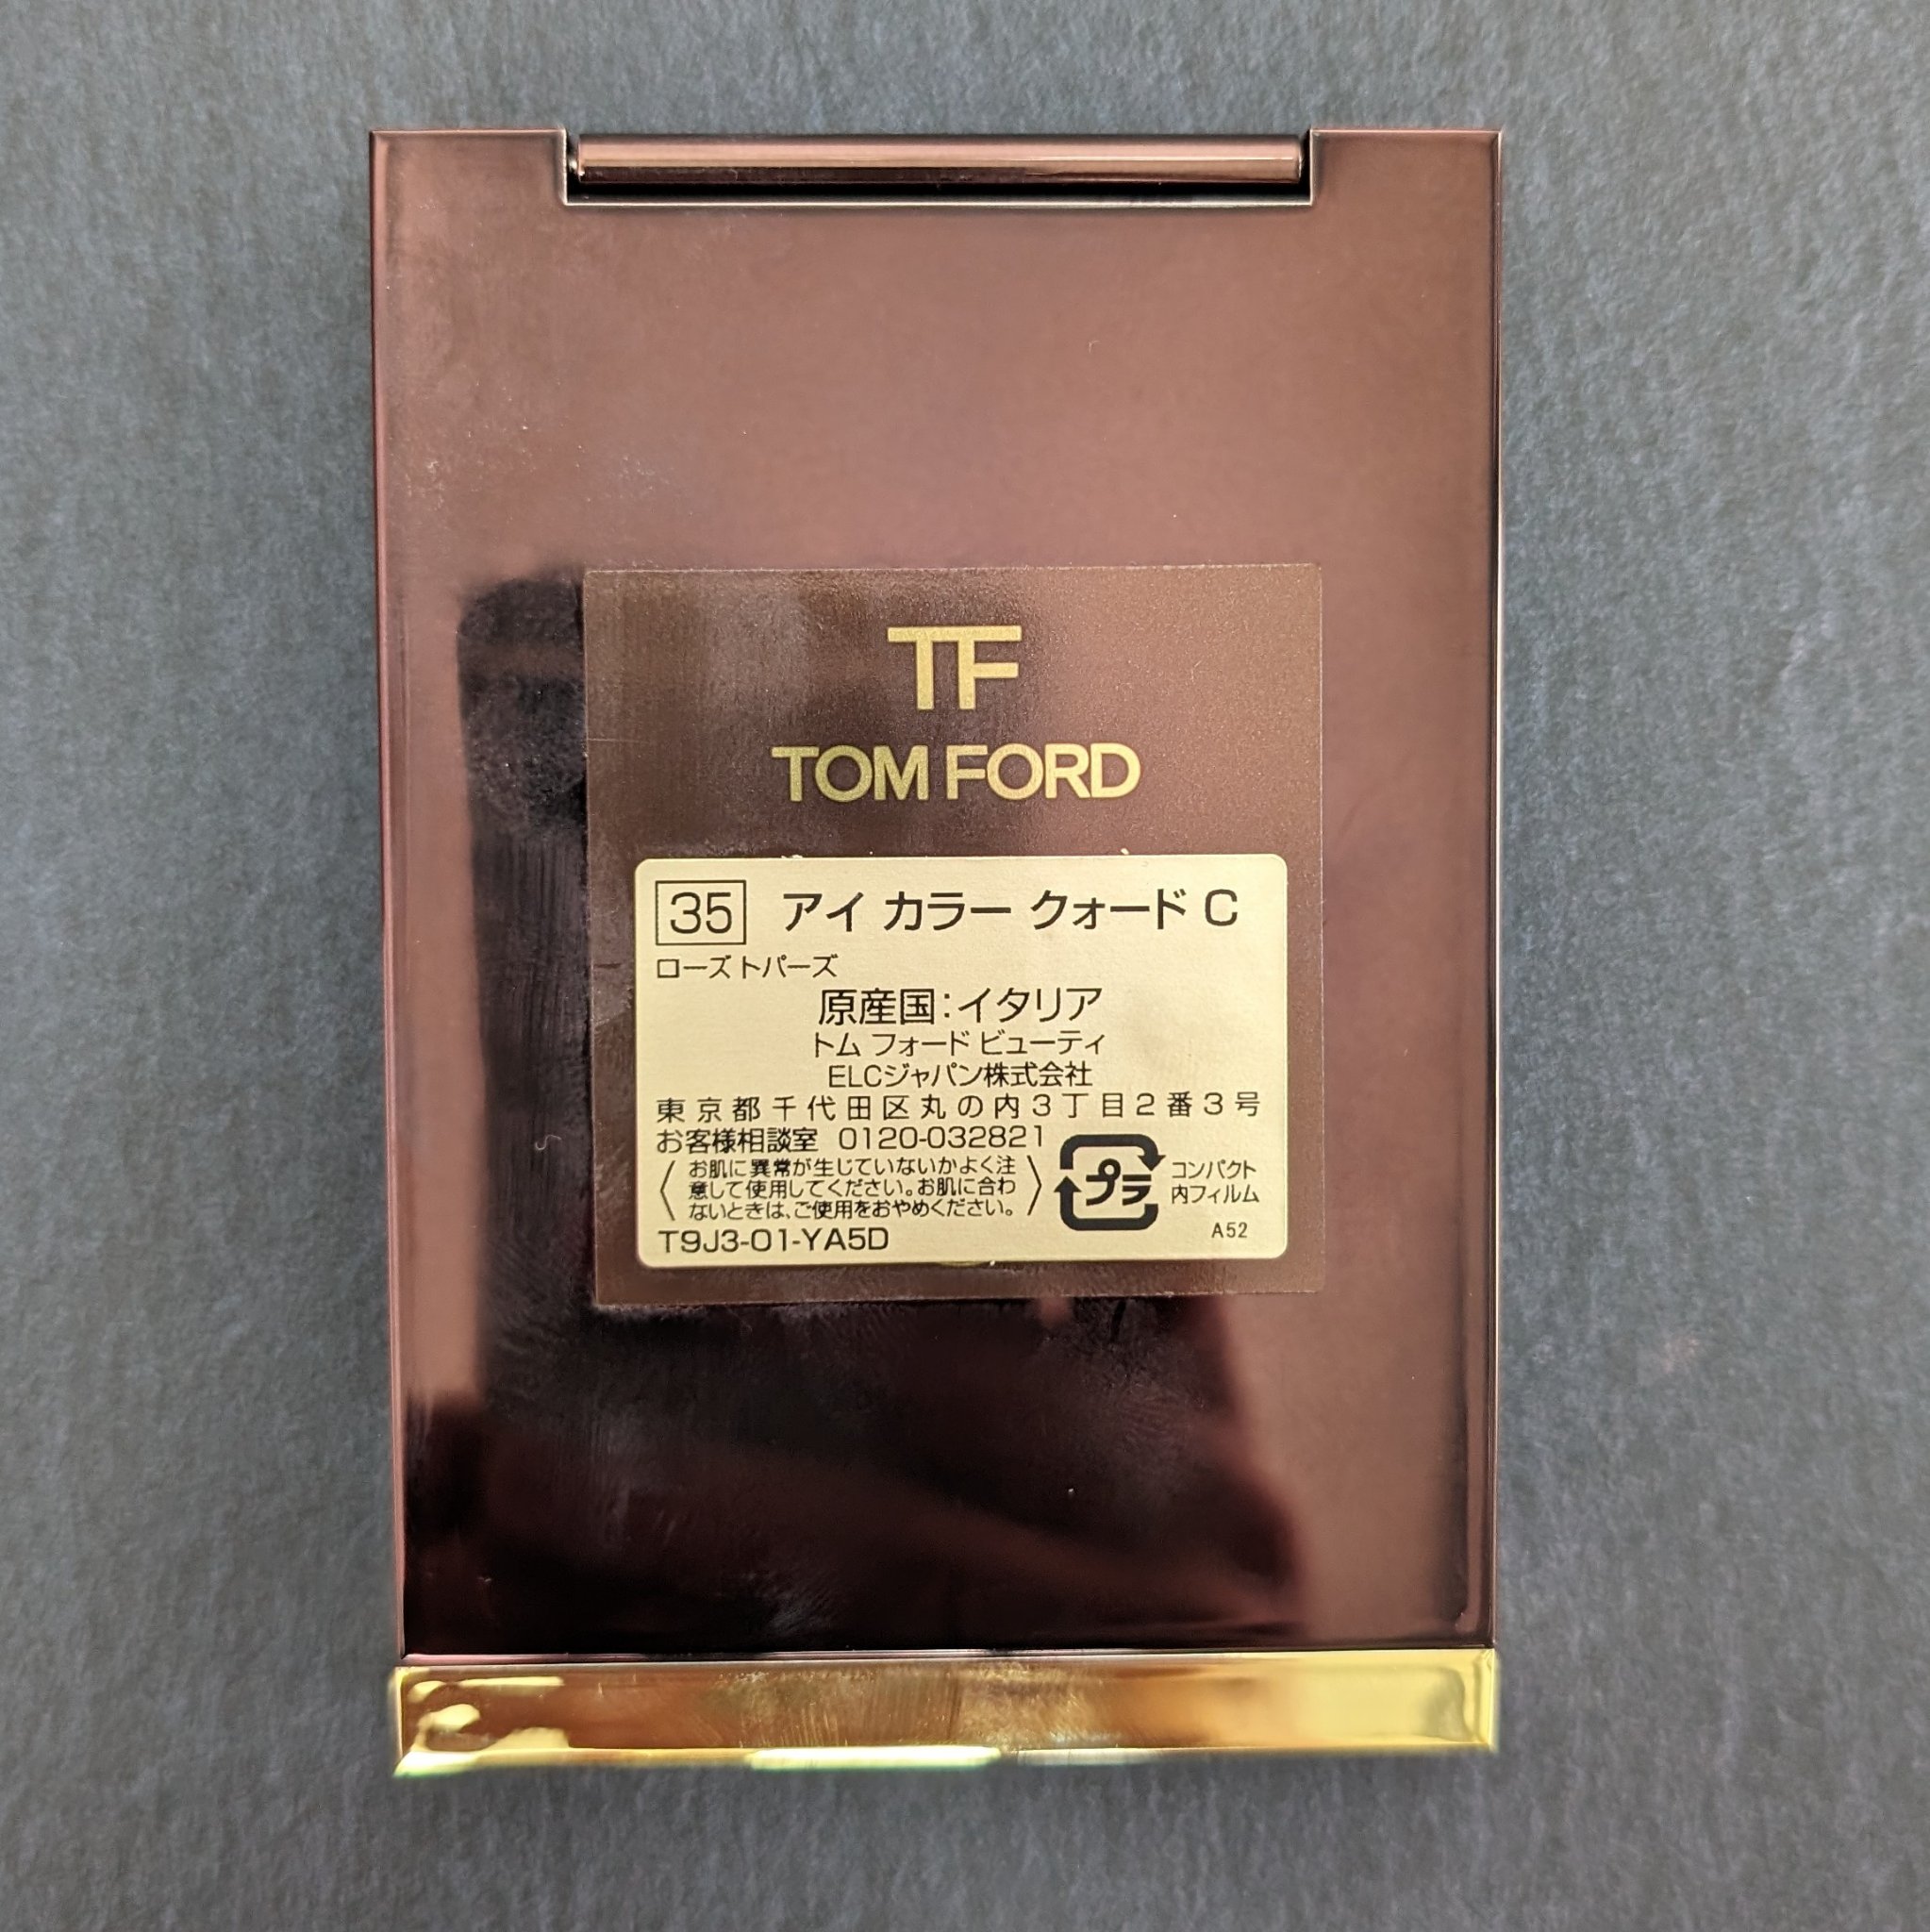 TF
TOM FORD
35 アイ カラー クォード C
ローズ トパーズ
原産国:イタリア
トム フォード ビューティ
ELCジャパン株式会社
東京都千代田区丸の内3丁目2番3号
お客様相談室 0120-032821
〈お肌に異常が生じていないかよく注
意して使用してください。お肌に合わ
ないときは、ご使用をおやめください。〉
プラ
コンパクト
内フィルム
T9J3-01-YA5D
A52